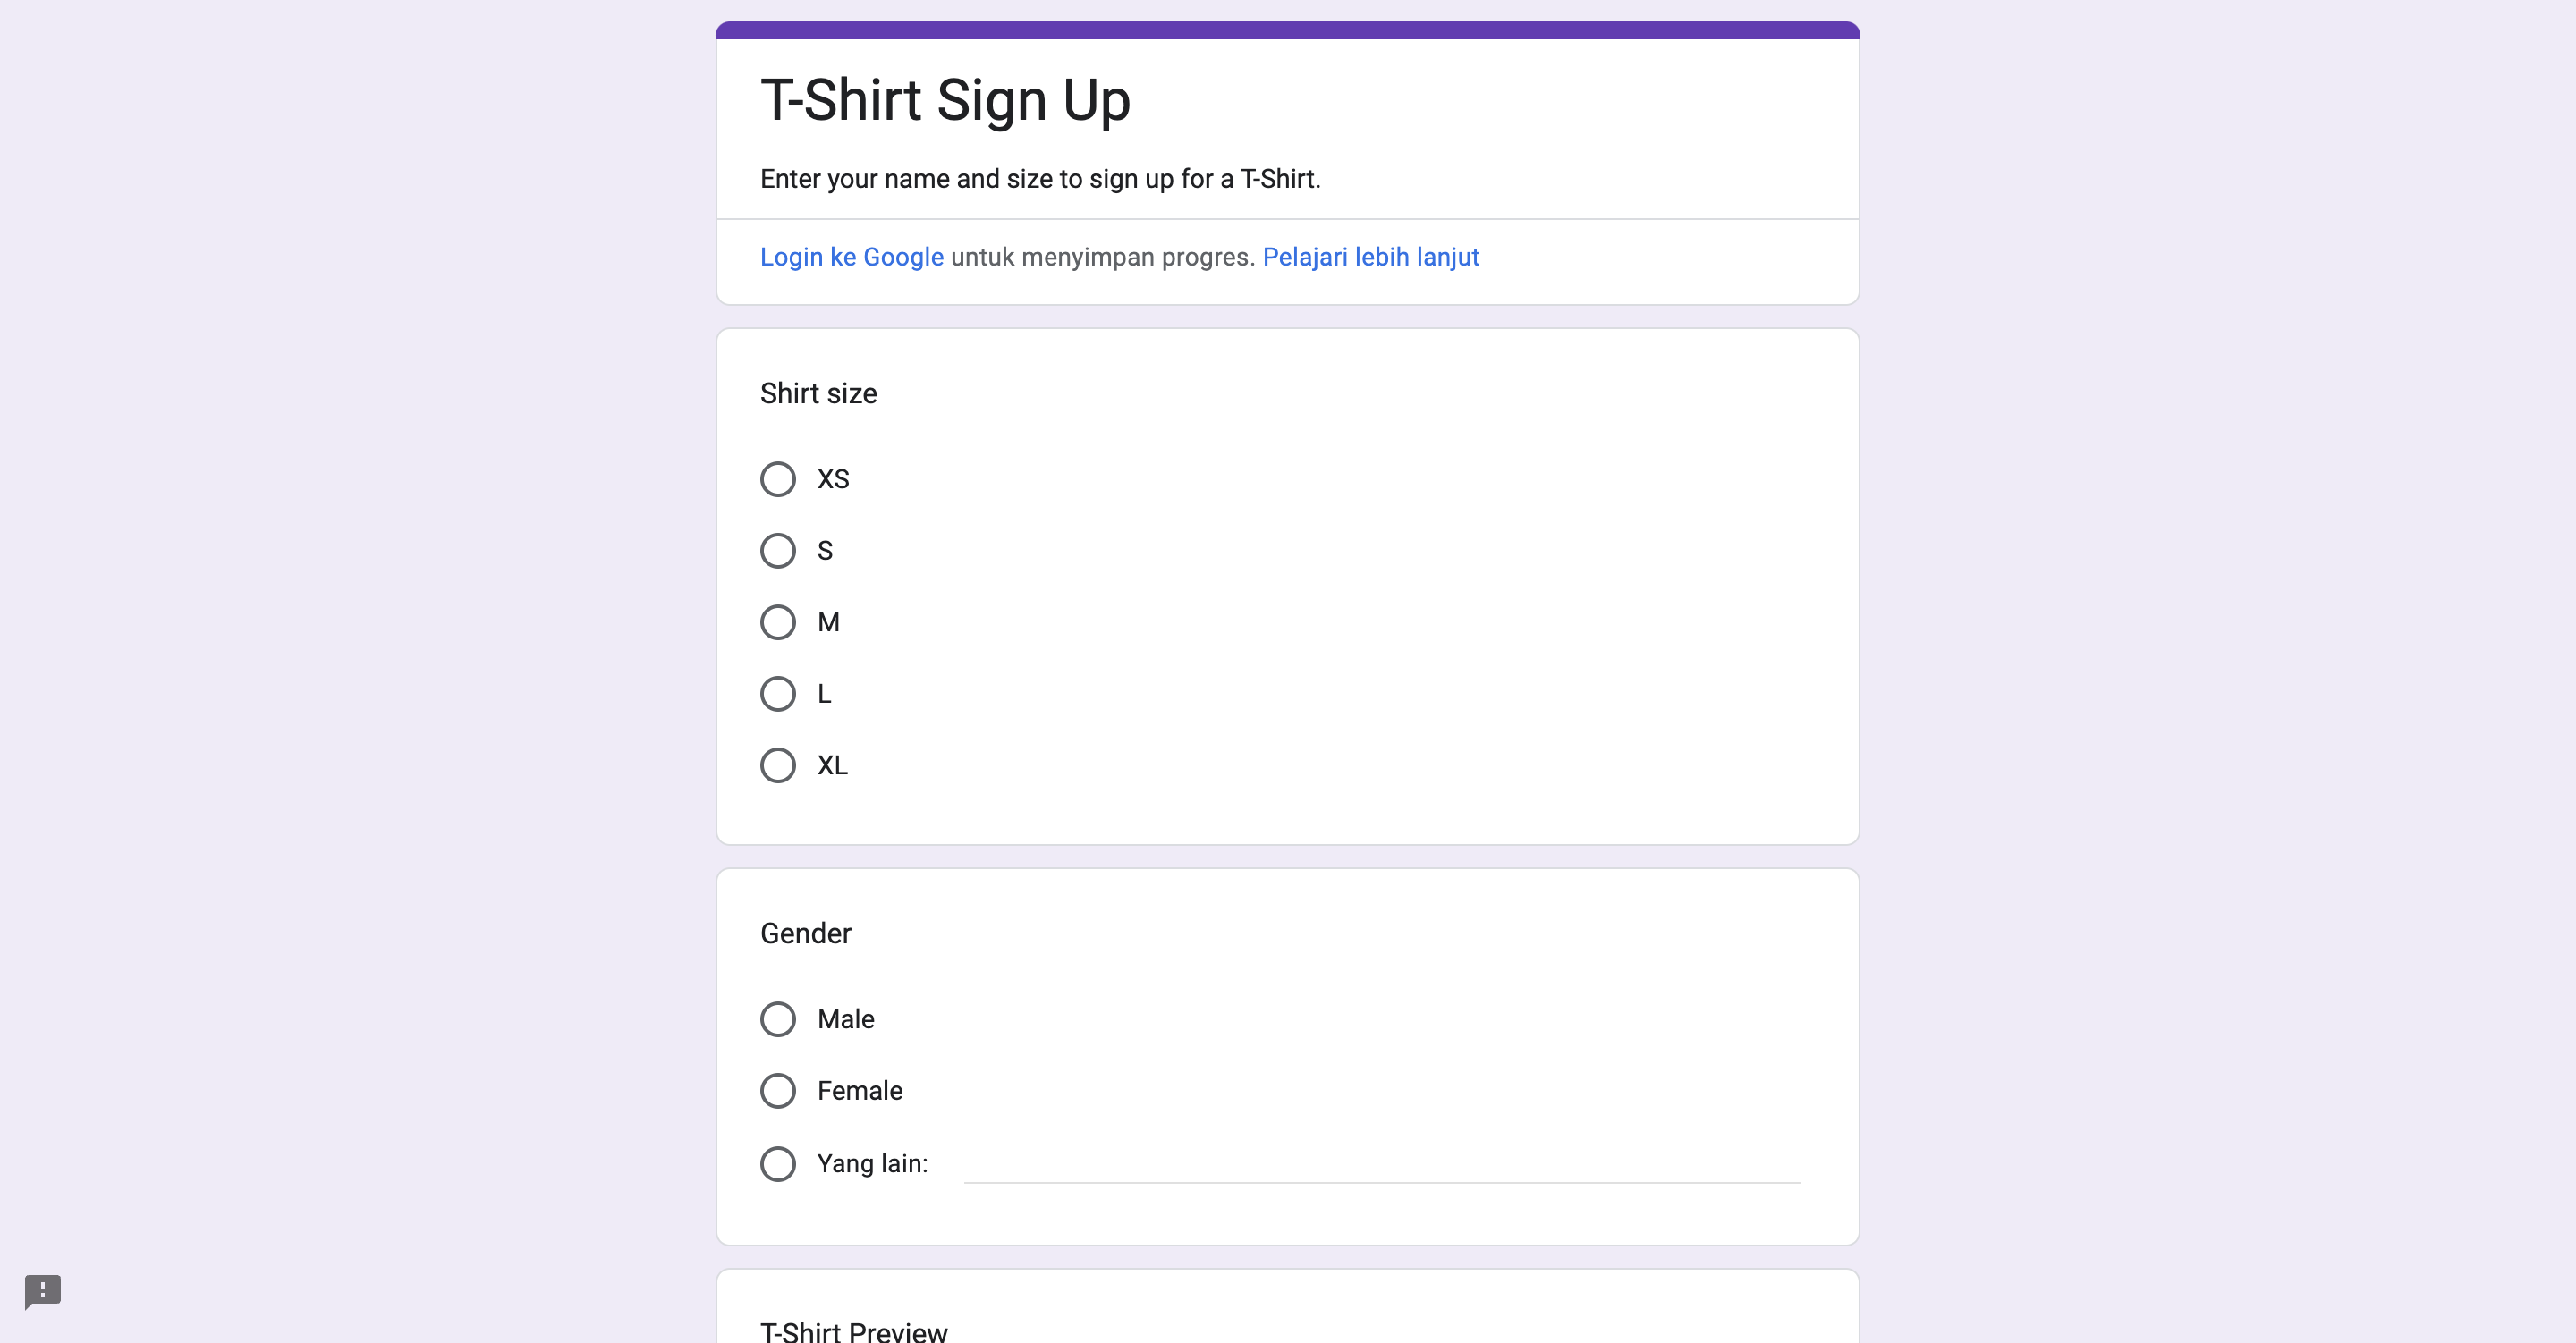 T-Shirt Sign Up
Enter your name and size to sign up for a T-Shirt.
Login ke Google untuk menyimpan progres. Pelajari lebih lanjut
Shirt size
XS
S
M
L
XL
Gender
Male
Female
Yang lain:
T-Shirt Preview